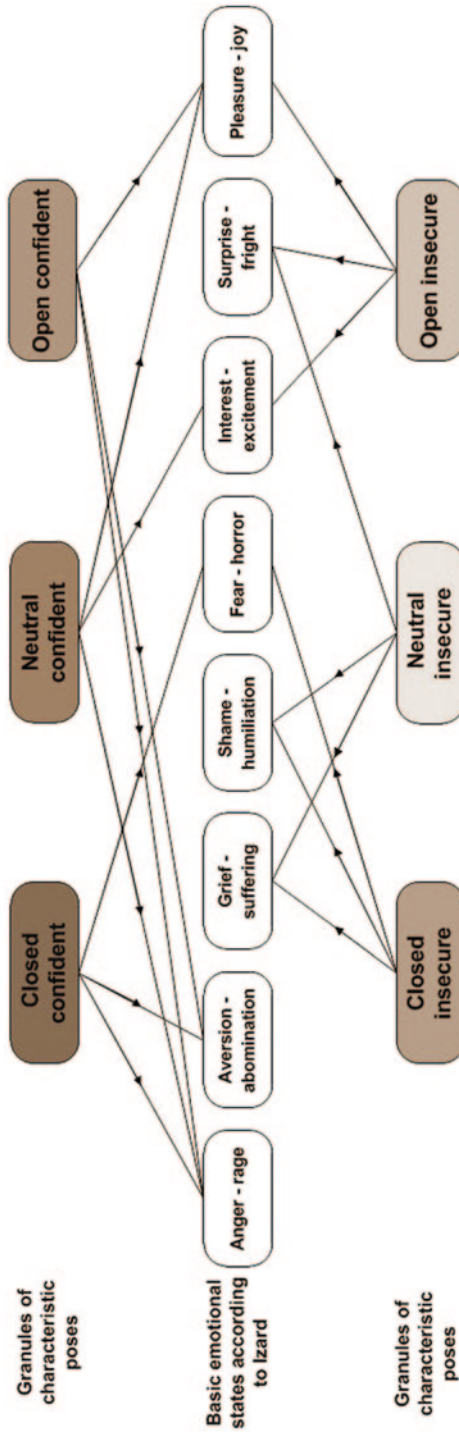 Granules of
characteristic
poses
Closed
confident
Neutral
confident
Open confident
Basic emotional
states according
to Izard
Anger - rage
Aversion -
abomination
Grief -
suffering
Shame -
humiliation
Fear - horror
Interest -
excitement
Surprise -
fright
Pleasure - joy
Granules of
characteristic
poses
Closed
insecure
Neutral
insecure
Open insecure